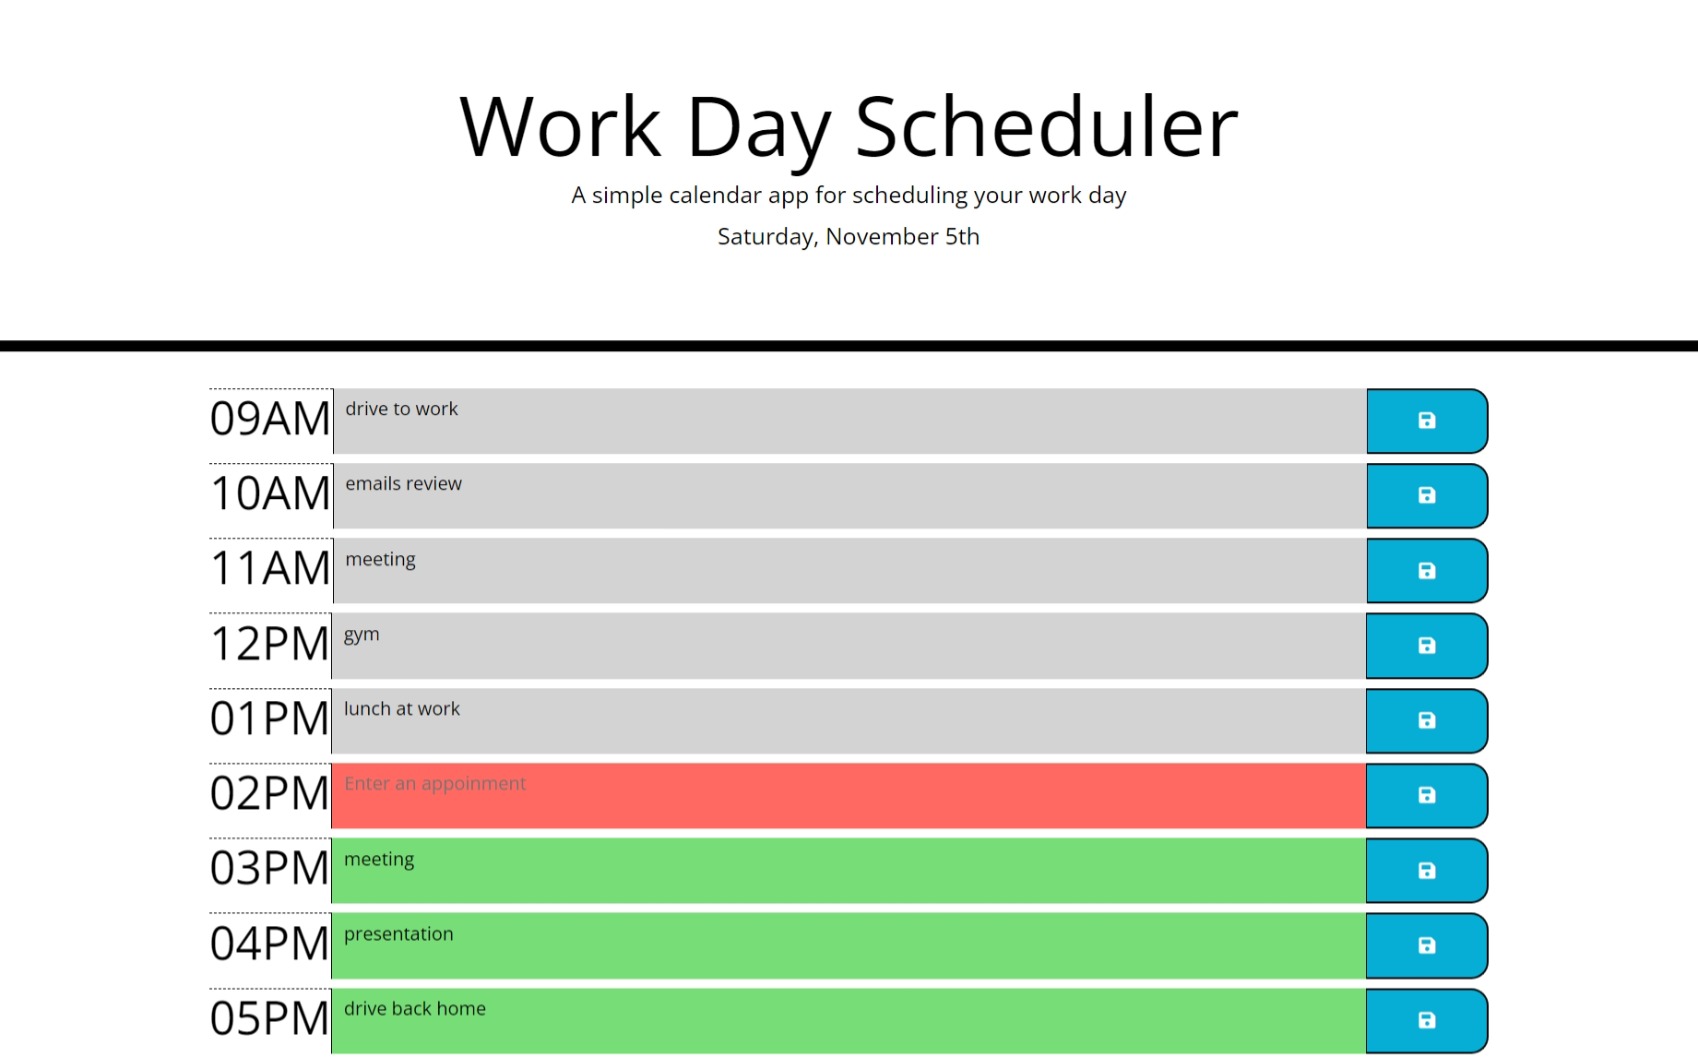 Work Day Scheduler
A simple calendar app for scheduling your work day
Saturday, November 5th
09AM drive to work
10AM emails review
11AM meeting
12PM gym
01PM lunch at work
02PM Enter an appoinment
03PM meeting
04PM presentation
05PM drive back home